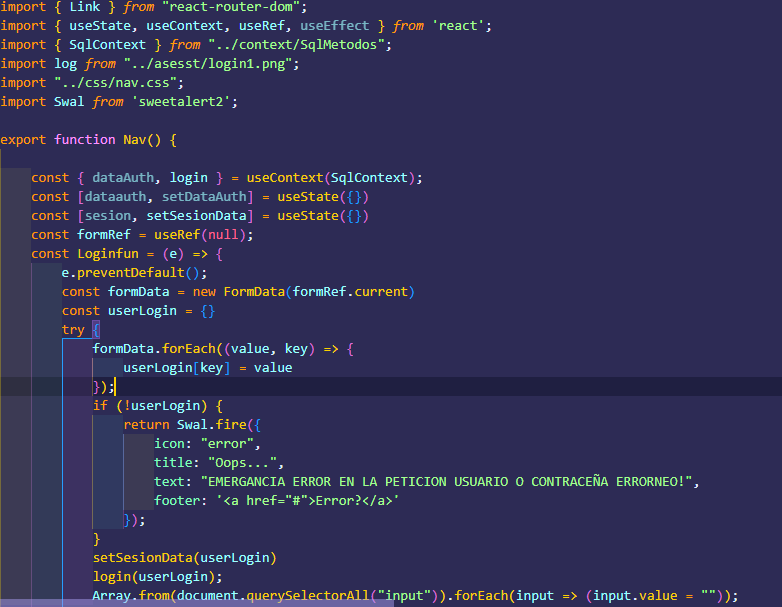 import { Link } from "react-router-dom";
import { useState, useContext, useRef, useEffect } from 'react';
import { SqlContext } from "../context/SqlMetodos";
import log from "../asesst/login1.png";
import "../css/nav.css";
import Swal from 'sweetalert2';
export function Nav() {
const { dataAuth, login } = useContext(SqlContext);
const [dataauth, setDataAuth] = useState({})
const [sesion, setSesionData] = useState({})
const formRef = useRef(null);
const Loginfun = (e) => {
e.preventDefault();
const formData = new FormData(formRef.current)
const userLogin = {}
try {
formData.forEach((value, key) => {
userLogin[key] = value
});
if (!userLogin) {
return Swal.fire({
icon: "error",
title: "Oops...",
text: "EMERGANCIA ERROR EN LA PETICION USUARIO O CONTRACEÑA ERRORNEO!",
footer: '<a href="#">Error?</a>'
});
}
setSesionData(userLogin)
login(userLogin);
Array.from(document.querySelectorAll("input")).forEach(input => (input.value = ""));